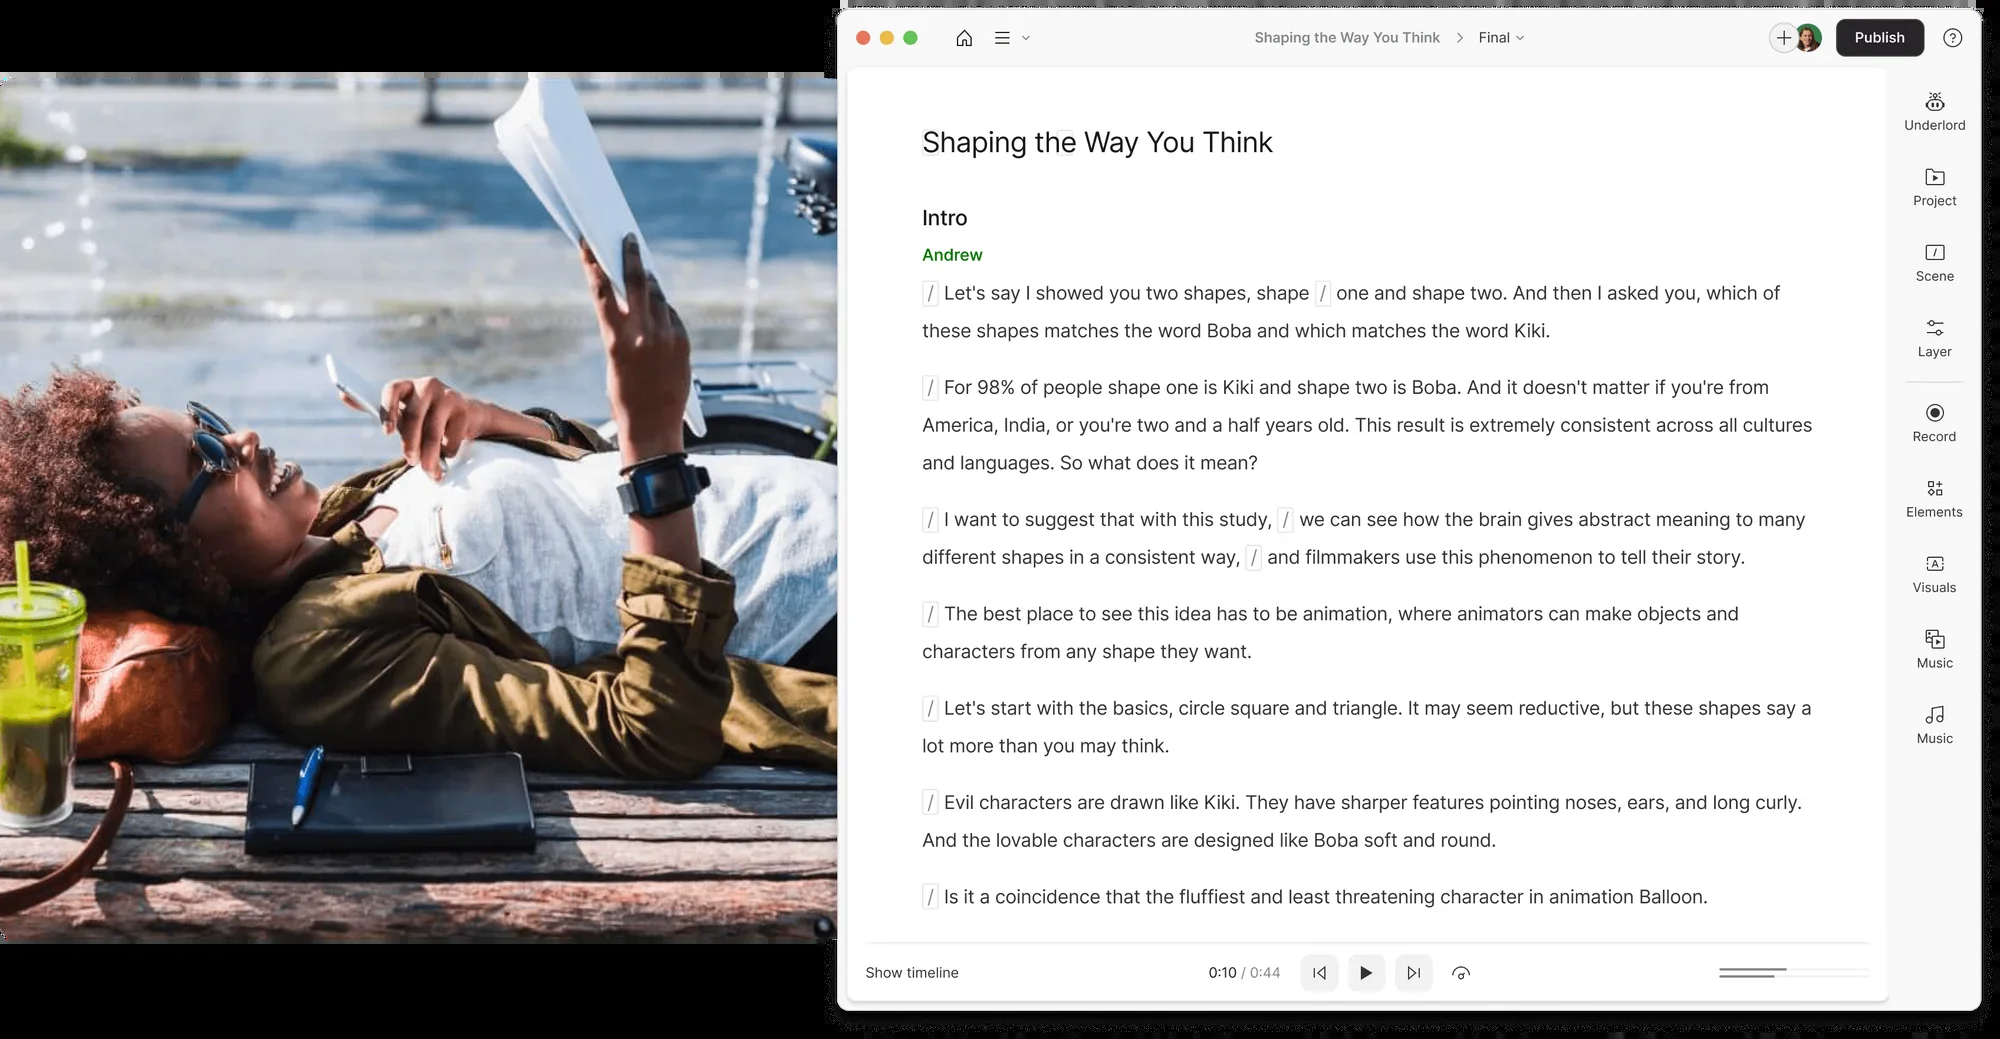 Shaping the Way You Think > Final
Publish
Shaping the Way You Think
Intro
Andrew
/ Let's say I showed you two shapes, shape / one and shape two. And then I asked you, which of
these shapes matches the word Boba and which matches the word Kiki.
/ For 98% of people shape one is Kiki and shape two is Boba. And it doesn't matter if you're from
America, India, or you're two and a half years old. This result is extremely consistent across all cultures
and languages. So what does it mean?
/ I want to suggest that with this study, / we can see how the brain gives abstract meaning to many
different shapes in a consistent way, / and filmmakers use this phenomenon to tell their story.
/ The best place to see this idea has to be animation, where animators can make objects and
characters from any shape they want.
/ Let's start with the basics, circle square and triangle. It may seem reductive, but these shapes say a
lot more than you may think.
/ Evil characters are drawn like Kiki. They have sharper features pointing noses, ears, and long curly.
And the lovable characters are designed like Boba soft and round.
/ Is it a coincidence that the fluffiest and least threatening character in animation Balloon.
Show timeline
0:10 / 0:44
Underlord
Project
Scene
Layer
Record
Elements
Visuals
Music
Music